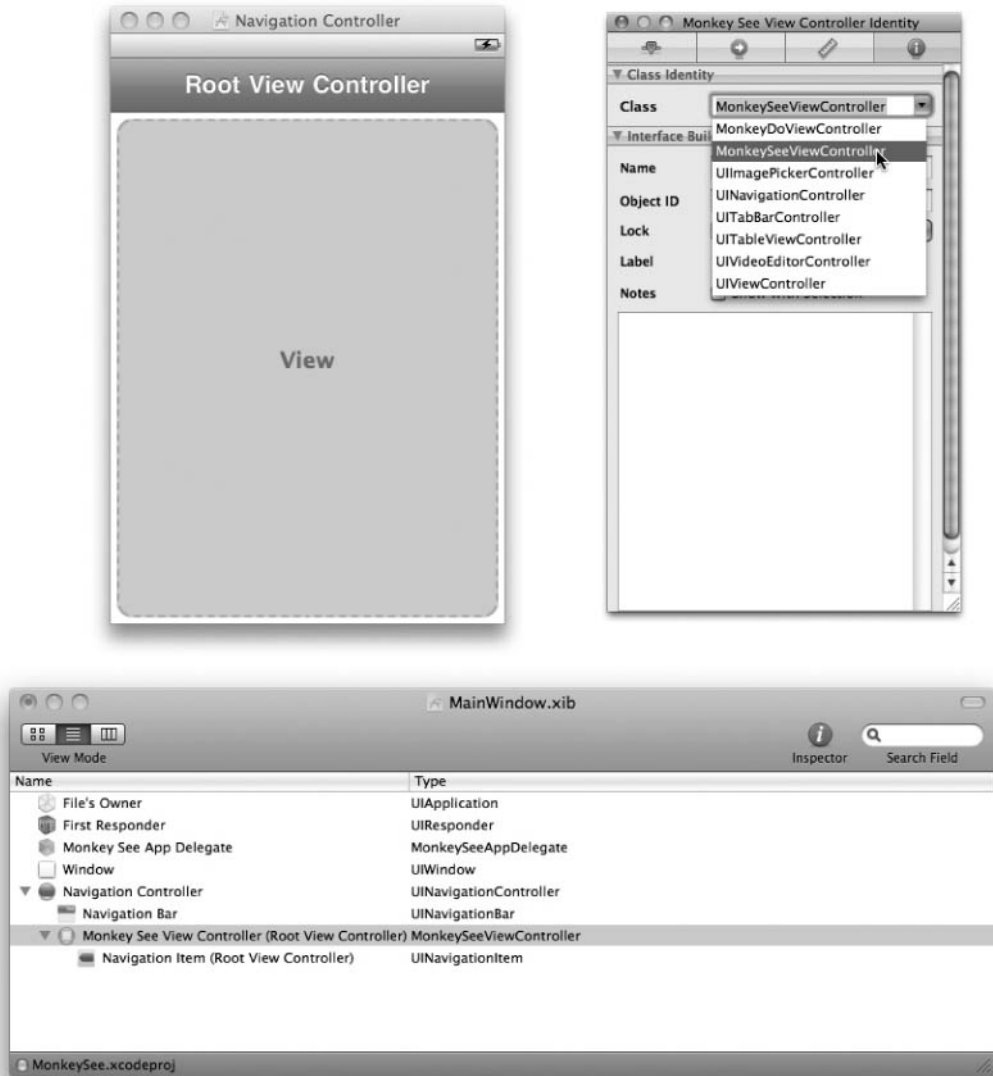 Navigation Controller
Root View Controller
View
Monkey See View Controller Identity
Class Identity
Class
MonkeySeeViewController
MonkeyDoViewController
Interface Buil
MonkeySeeViewController
Name
UIImagePickerController
UINavigationController
Object ID
UITabBarController
Lock
UITableViewController
Label
UIVideoEditorController
UIViewController
Notes
MainWindow.xib
View Mode
Inspector
Search Field
Name Type
File's Owner UIApplication
First Responder UIResponder
Monkey See App Delegate MonkeySeeAppDelegate
Window UIWindow
Navigation Controller UINavigationController
Navigation Bar UINavigationBar
Monkey See View Controller (Root View Controller) MonkeySeeViewController
Navigation Item (Root View Controller) UINavigationItem
MonkeySee.xcodeproj